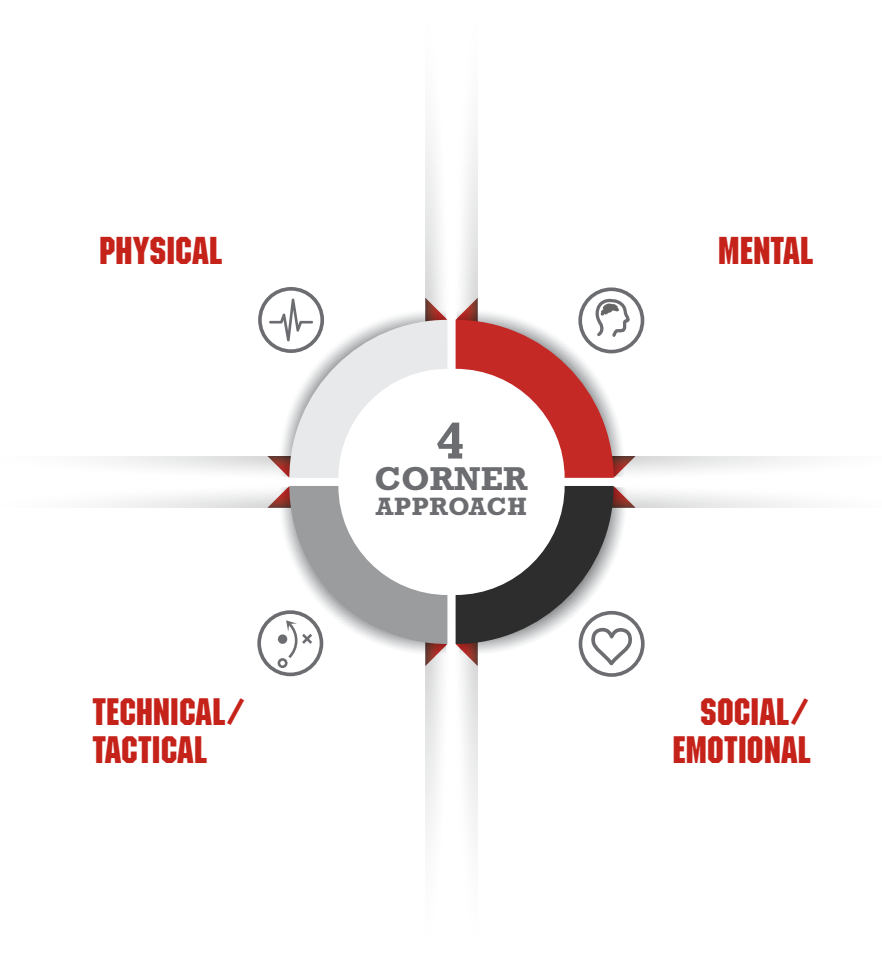 PHYSICAL
MENTAL
4
CORNER
APPROACH
TECHNICAL/
TACTICAL
SOCIAL/
EMOTIONAL